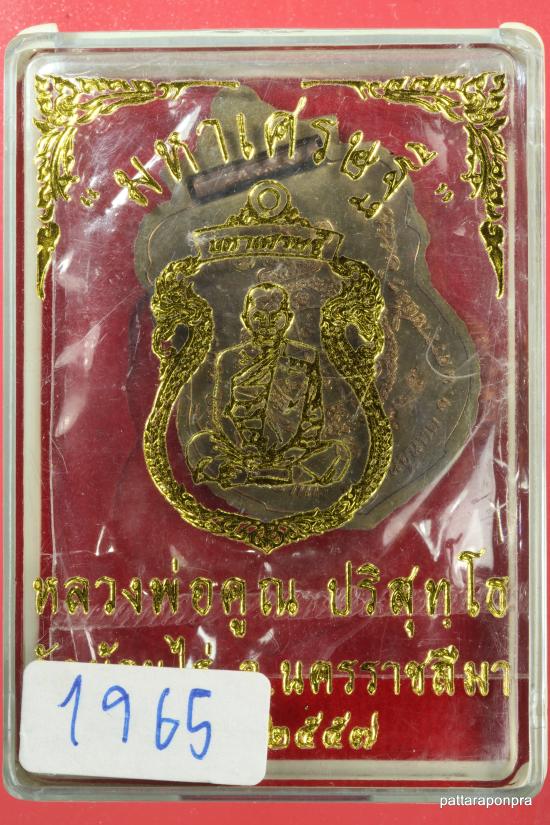 "มหาเศรษฐี"
มหาเศรษฐี
หลวงพ่อคูณ ปริสุทฺโธ
จ.นครราชสีมา
๒๕๕๗
1965
pattaraponpra